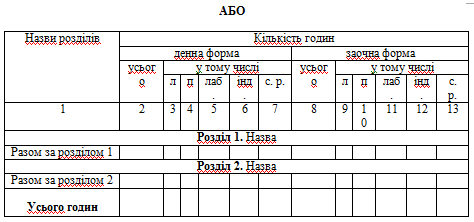 АБО
Назви розділів Кількість годин
денна форма заочна форма
усього у тому числі усього у тому числі
л п лаб. інд. с. р. л п лаб. інд. с. р.
1 2 3 4 5 6 7 8 9 10 11 12 13
Розділ 1. Назва
Разом за розділом 1
Розділ 2. Назва
Разом за розділом 2
Усього годин